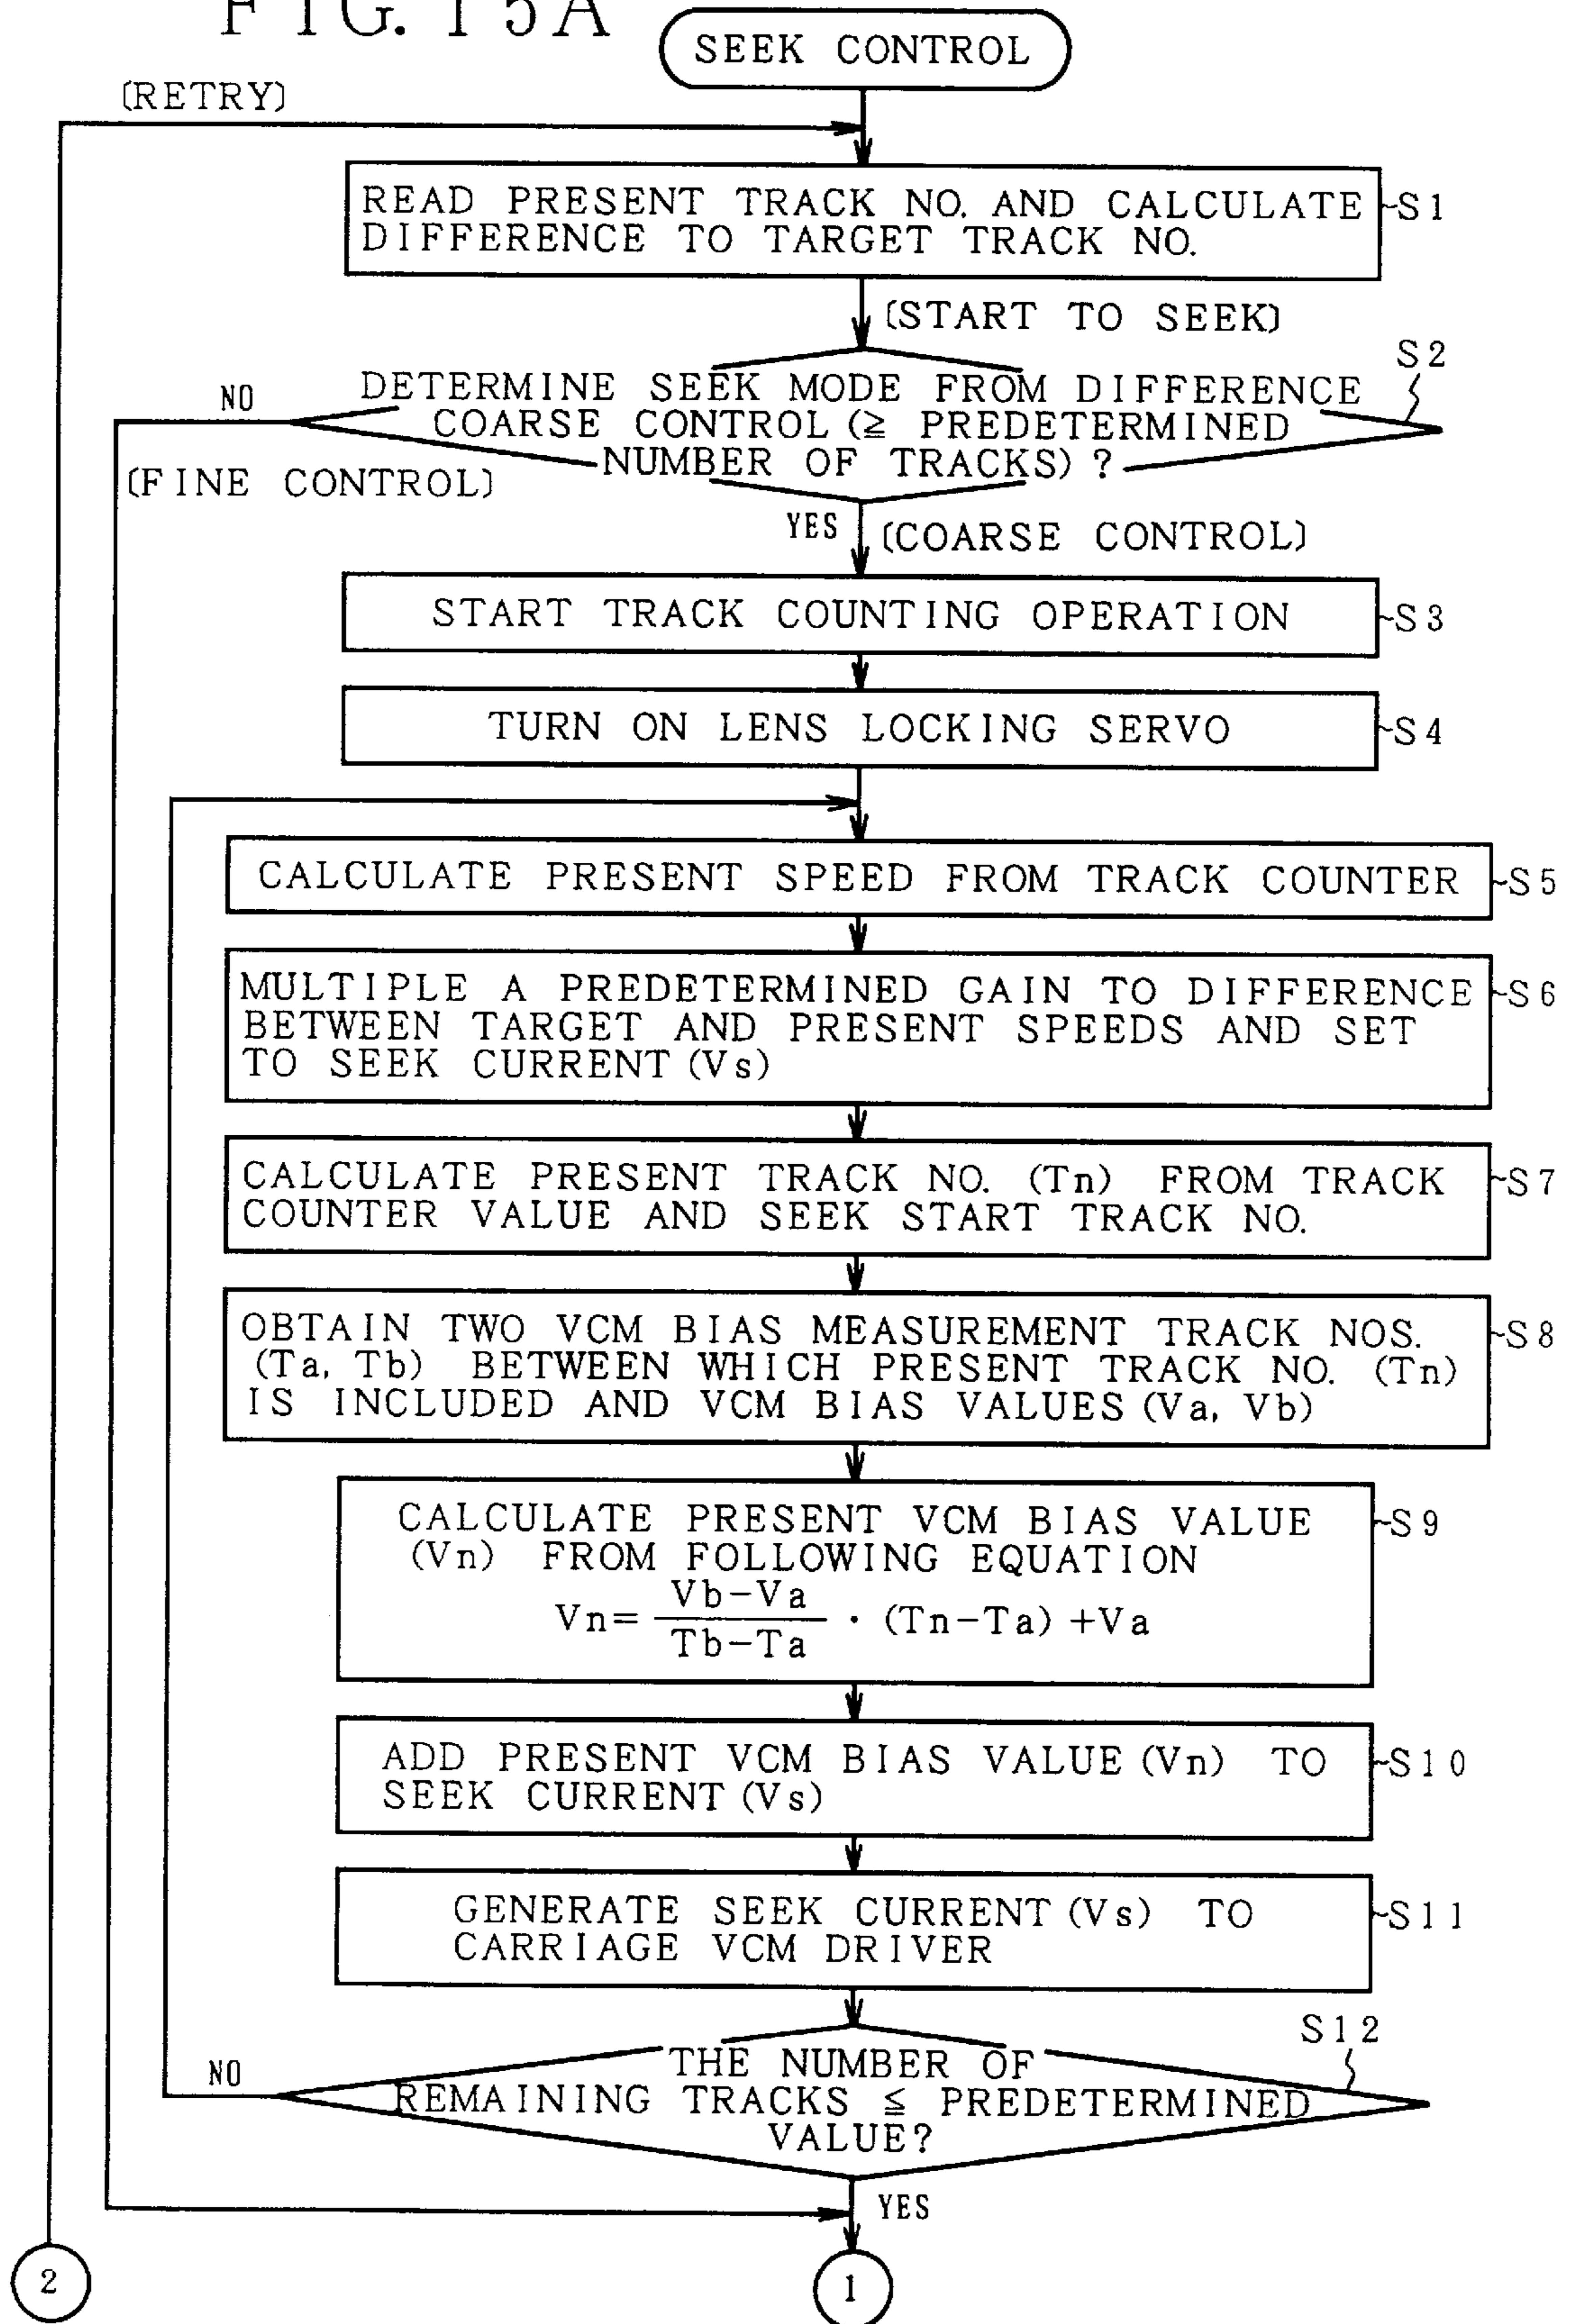 FIG. 15A
SEEK CONTROL
(RETRY)
READ PRESENT TRACK NO. AND CALCULATE
DIFFERENCE TO TARGET TRACK NO.
S1
(START TO SEEK)
S2
DETERMINE SEEK MODE FROM DIFFERENCE
COARSE CONTROL (≧ PREDETERMINED
NUMBER OF TRACKS) ?
NO
(FINE CONTROL)
YES
(COARSE CONTROL)
START TRACK COUNTING OPERATION
S3
TURN ON LENS LOCKING SERVO
S4
CALCULATE PRESENT SPEED FROM TRACK COUNTER
S5
MULTIPLE A PREDETERMINED GAIN TO DIFFERENCE
BETWEEN TARGET AND PRESENT SPEEDS AND SET
TO SEEK CURRENT (Vs)
S6
CALCULATE PRESENT TRACK NO. (Tn) FROM TRACK
COUNTER VALUE AND SEEK START TRACK NO.
S7
OBTAIN TWO VCM BIAS MEASUREMENT TRACK NOS.
(Ta, Tb) BETWEEN WHICH PRESENT TRACK NO. (Tn)
IS INCLUDED AND VCM BIAS VALUES (Va, Vb)
S8
CALCULATE PRESENT VCM BIAS VALUE
(Vn) FROM FOLLOWING EQUATION
Vb-Va
Vn= · (Tn-Ta) +Va
Tb-Ta
S9
ADD PRESENT VCM BIAS VALUE (Vn) TO
SEEK CURRENT (Vs)
S10
GENERATE SEEK CURRENT (Vs) TO
CARRIAGE VCM DRIVER
S11
S12
THE NUMBER OF
REMAINING TRACKS ≦ PREDETERMINED
VALUE?
NO
YES
2
1